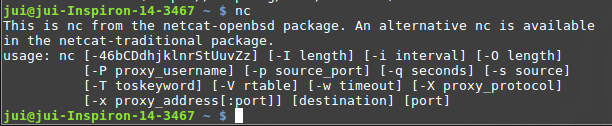 jui@jui-Inspiron-14-3467 ~ $ nc
This is nc from the netcat-openbsd package. An alternative nc is available
in the netcat-traditional package.
usage: nc [-46bCDdhjklnrStUuvZz] [-I length] [-i interval] [-O length]
[-P proxy_username] [-p source_port] [-q seconds] [-s source]
[-T toskeyword] [-V rtable] [-w timeout] [-X proxy_protocol]
[-x proxy_address[:port]] [destination] [port]
jui@jui-Inspiron-14-3467 ~ $